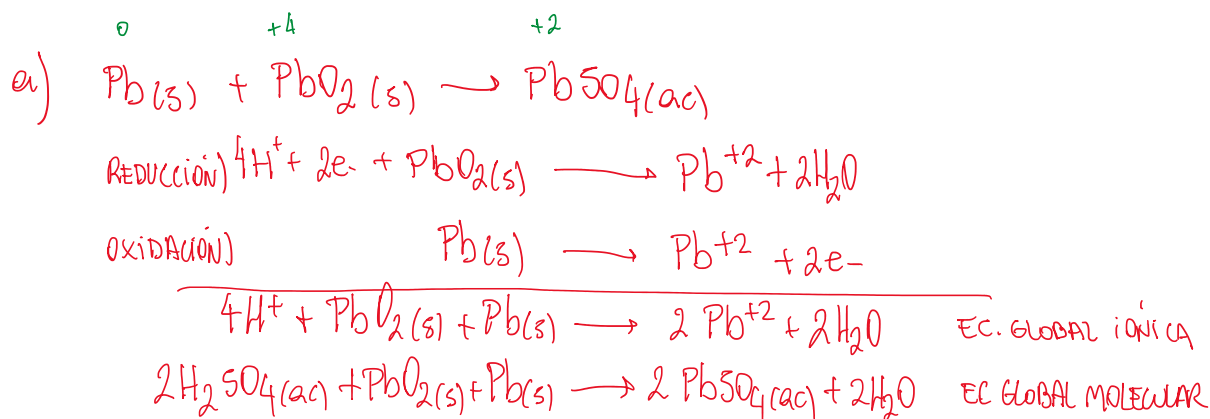 0 +4 +2
a) Pb(s) + PbO2(s) → PbSO4(ac)
REDUCCIÓN) 4H+ + 2e- + PbO2(s) → Pb+2 + 2H2O
OXIDACIÓN) Pb(s) → Pb+2 + 2e-
4H+ + PbO2(s) + Pb(s) → 2 Pb+2 + 2H2O EC. GLOBAL IÓNICA
2H2SO4(ac) + PbO2(s) + Pb(s) → 2 PbSO4(ac) + 2H2O EC GLOBAL MOLECULAR